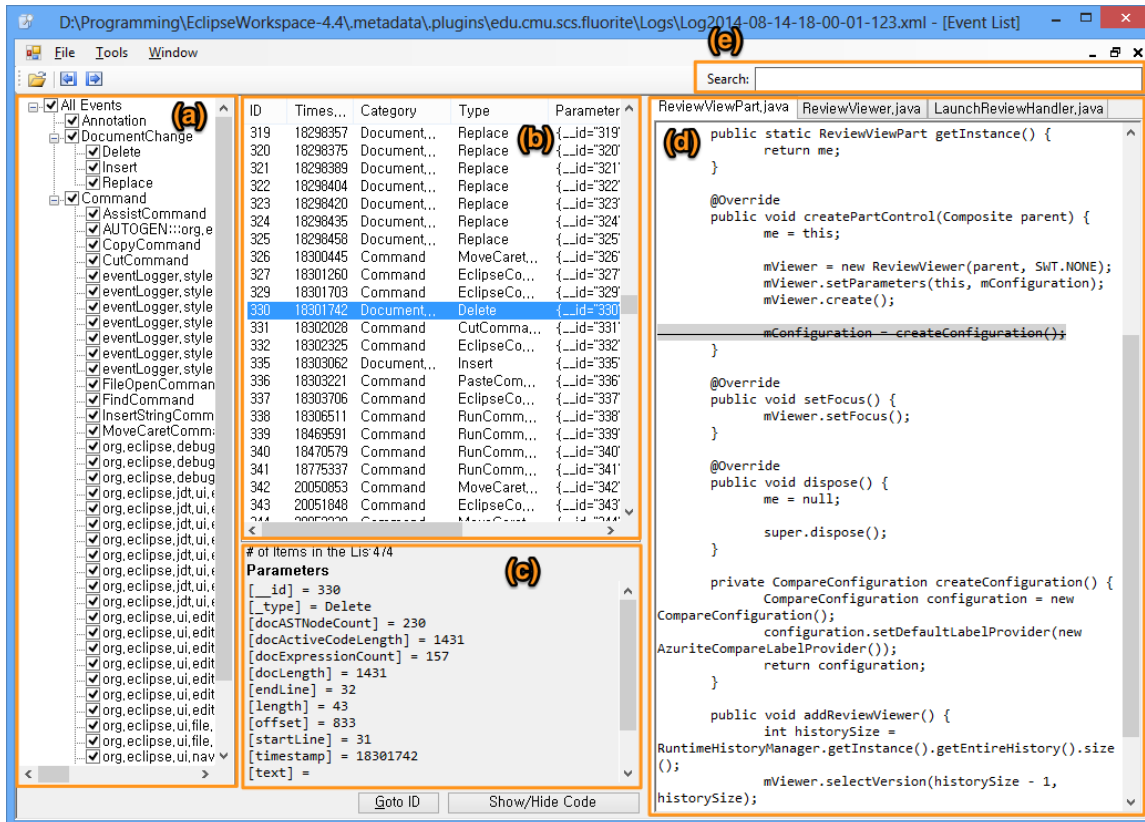 D:\Programming\EclipseWorkspace-4.4\.metadata\.plugins\edu.cmu.scs.fluorite\Logs\Log2014-08-14-18-00-01-123.xml - [Event List]
File Tools Window
(e)
Search:
(a)
All Events
Annotation
DocumentChange
Delete
Insert
Replace
Command
AssistCommand
AUTOGEN:::org,e
CopyCommand
CutCommand
eventLogger,style
eventLogger,style
eventLogger,style
eventLogger,style
eventLogger,style
eventLogger,style
eventLogger,style
FileOpenComman
FindCommand
InsertStringComm
MoveCaretComma
org,eclipse,debug
org,eclipse,debug
org,eclipse,debug
org,eclipse,jdt,ui,e
org,eclipse,jdt,ui,e
org,eclipse,jdt,ui,e
org,eclipse,jdt,ui,e
org,eclipse,jdt,ui,e
org,eclipse,jdt,ui,e
org,eclipse,ui,edit
org,eclipse,ui,edit
org,eclipse,ui,edit
org,eclipse,ui,edit
org,eclipse,ui,edit
org,eclipse,ui,edit
org,eclipse,ui,file,
org,eclipse,ui,file,
org,eclipse,ui,nav
(b)
ID Times,,, Category Type Parameter
319 18298357 Document,,, Replace {__id="319"
320 18298375 Document,,, Replace {__id="320"
321 18298389 Document,,, Replace {__id="321"
322 18298404 Document,,, Replace {__id="322"
323 18298420 Document,,, Replace {__id="323"
324 18298435 Document,,, Replace {__id="324"
325 18298458 Document,,, Replace {__id="325"
326 18300445 Command MoveCaret,,, {__id="326"
327 18301260 Command EclipseCo,,, {__id="327"
329 18301703 Command EclipseCo,,, {__id="329"
330 18301742 Document,,, Delete {__id="330"
331 18302028 Command CutComma,,, {__id="331"
332 18302325 Command EclipseCo,,, {__id="332"
335 18303062 Document,,, Insert {__id="335"
336 18303221 Command PasteCom,,, {__id="336"
337 18303706 Command EclipseCo,,, {__id="337"
338 18306511 Command RunComm,,, {__id="338"
339 18469591 Command RunComm,,, {__id="339"
340 18470579 Command RunComm,,, {__id="340"
341 18775337 Command RunComm,,, {__id="341"
342 20050853 Command MoveCaret,,, {__id="342"
343 20051848 Command EclipseCo,,, {__id="343"
# of Items in the Lis 474
(c)
Parameters
[__id] = 330
[_type] = Delete
[docASTNodeCount] = 230
[docActiveCodeLength] = 1431
[docExpressionCount] = 157
[docLength] = 1431
[endLine] = 32
[length] = 43
[offset] = 833
[startLine] = 31
[timestamp] = 18301742
[text] =
Goto ID Show/Hide Code
ReviewViewPart,java ReviewViewer,java LaunchReviewHandler,java
(d)
public static ReviewViewPart getInstance() {
return me;
}
@Override
public void createPartControl(Composite parent) {
me = this;
mViewer = new ReviewViewer(parent, SWT.NONE);
mViewer.setParameters(this, mConfiguration);
mViewer.create();
mConfiguration = createConfiguration();
}
@Override
public void setFocus() {
mViewer.setFocus();
}
@Override
public void dispose() {
me = null;
super.dispose();
}
private CompareConfiguration createConfiguration() {
CompareConfiguration configuration = new
CompareConfiguration();
configuration.setDefaultLabelProvider(new
AzuriteCompareLabelProvider());
return configuration;
}
public void addReviewViewer() {
int historySize =
RuntimeHistoryManager.getInstance().getEntireHistory().size
();
mViewer.selectVersion(historySize - 1,
historySize);